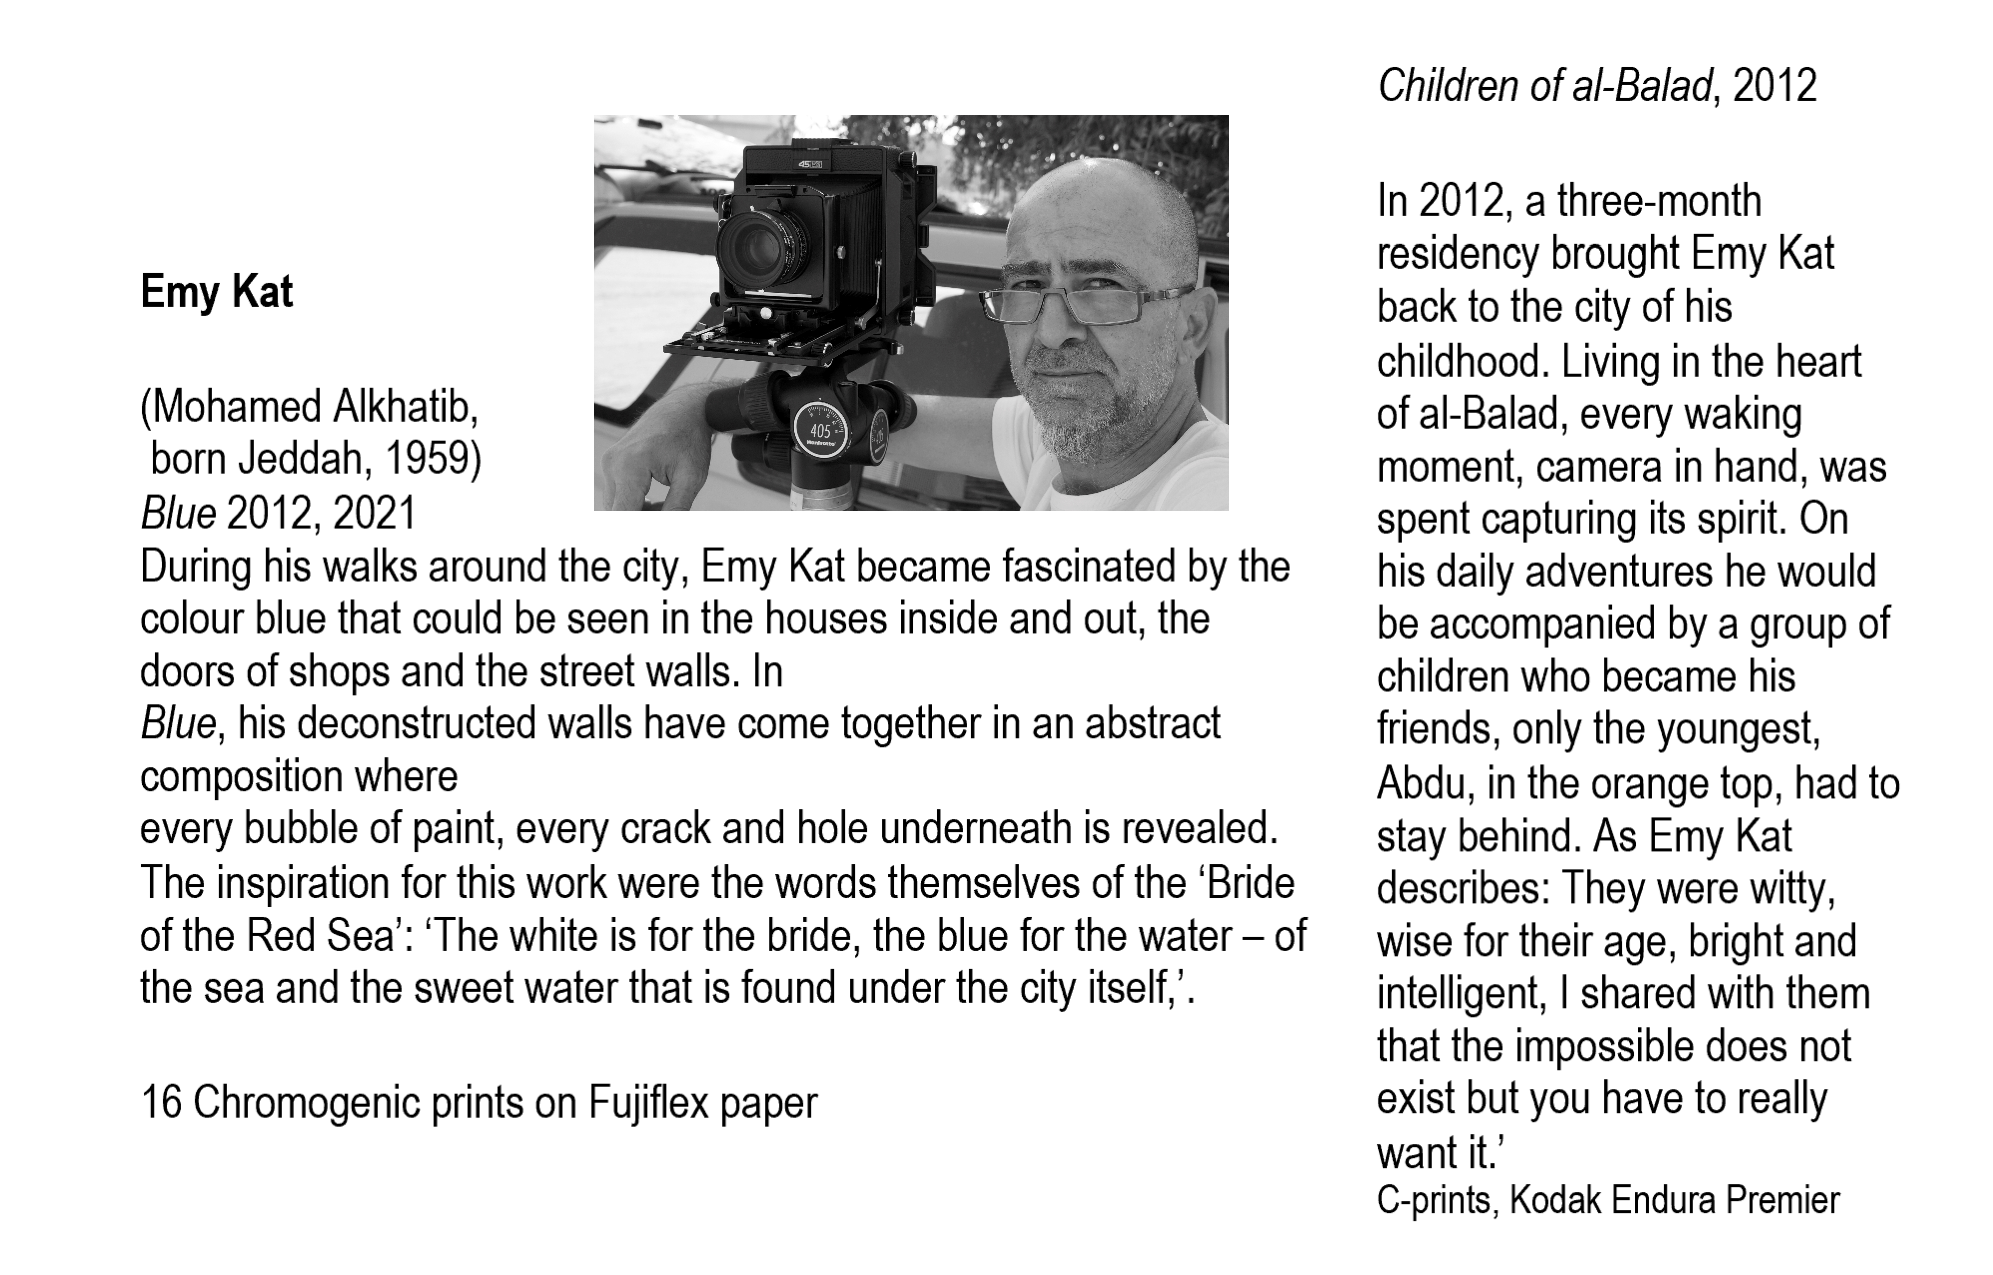 Emy Kat
(Mohamed Alkhatib,
born Jeddah, 1959)
Blue 2012, 2021
During his walks around the city, Emy Kat became fascinated by the
colour blue that could be seen in the houses inside and out, the
doors of shops and the street walls. In
Blue, his deconstructed walls have come together in an abstract
composition where
every bubble of paint, every crack and hole underneath is revealed.
The inspiration for this work were the words themselves of the ‘Bride
of the Red Sea’: ‘The white is for the bride, the blue for the water – of
the sea and the sweet water that is found under the city itself,’.
16 Chromogenic prints on Fujiflex paper
45
405
Manfrotto
Children of al-Balad, 2012
In 2012, a three-month
residency brought Emy Kat
back to the city of his
childhood. Living in the heart
of al-Balad, every waking
moment, camera in hand, was
spent capturing its spirit. On
his daily adventures he would
be accompanied by a group of
children who became his
friends, only the youngest,
Abdu, in the orange top, had to
stay behind. As Emy Kat
describes: They were witty,
wise for their age, bright and
intelligent, I shared with them
that the impossible does not
exist but you have to really
want it.’
C-prints, Kodak Endura Premier